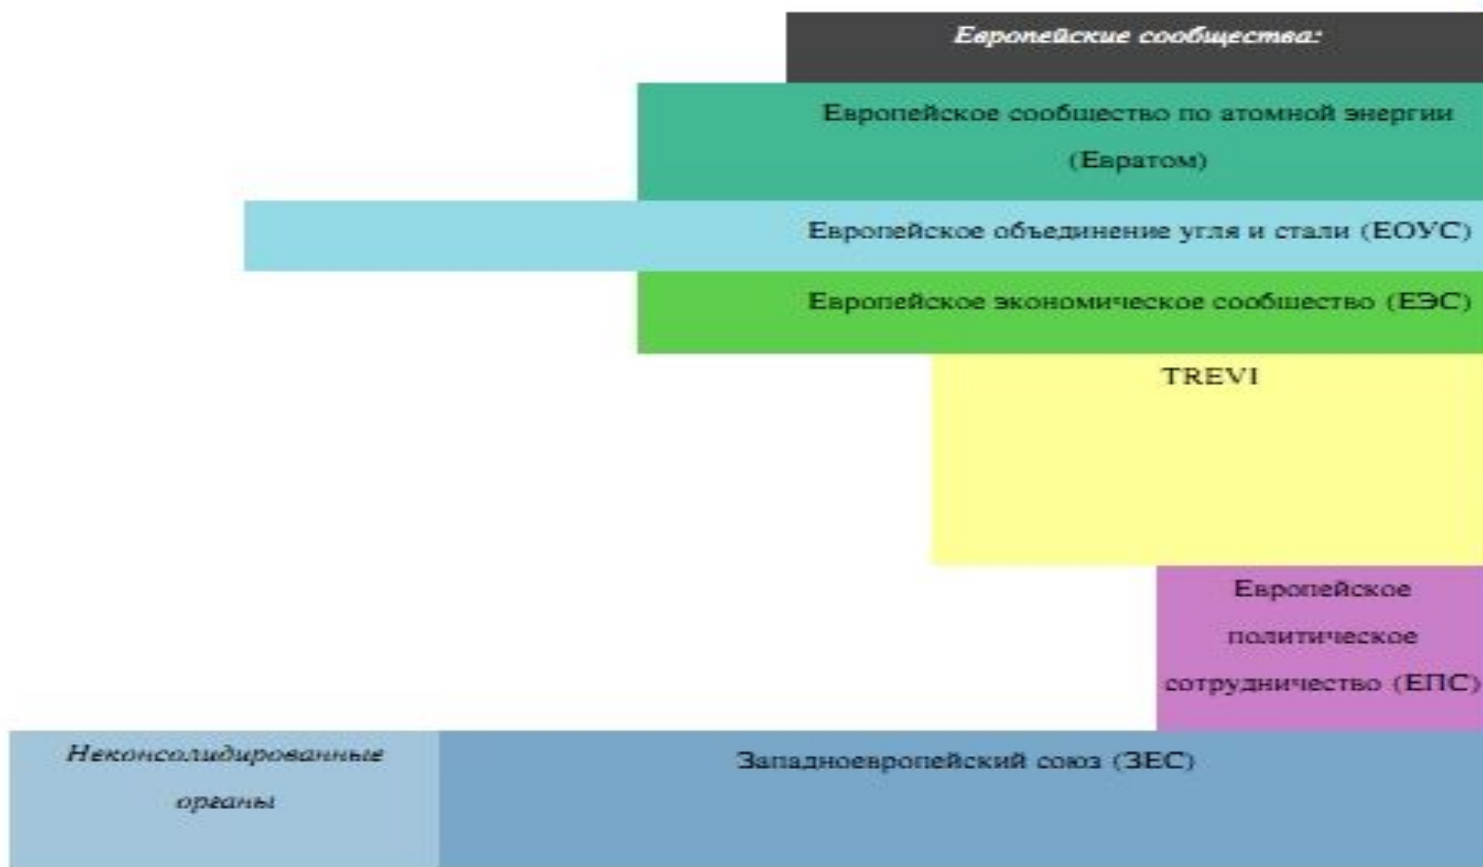 Европейские сообщества:
Европейское сообщество по атомной энергии
(Евратом)
Европейское объединение угля и стали (ЕОУС)
Европейское экономическое сообщество (ЕЭС)
TREVI
Европейское
политическое
сотрудничество (ЕПС)
Неконсолидированные
органы
Западноевропейский союз (ЗЕС)